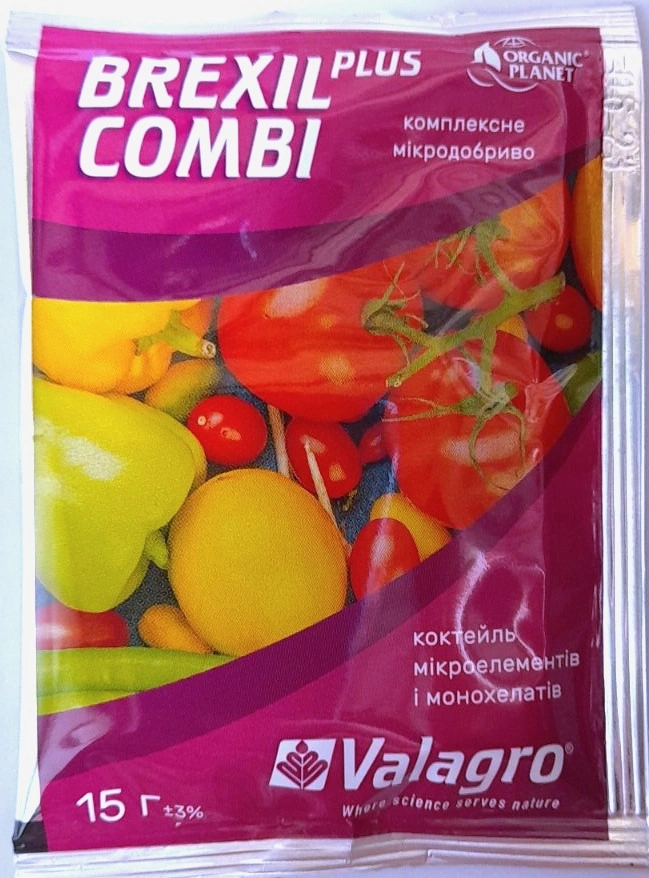 BREXIL PLUS
COMBI
ORGANIC
PLANET
комплексне
мікродобриво
коктейль
мікроелементів
і монохелатів
Valagro®
Where science serves nature
15 г ±3%